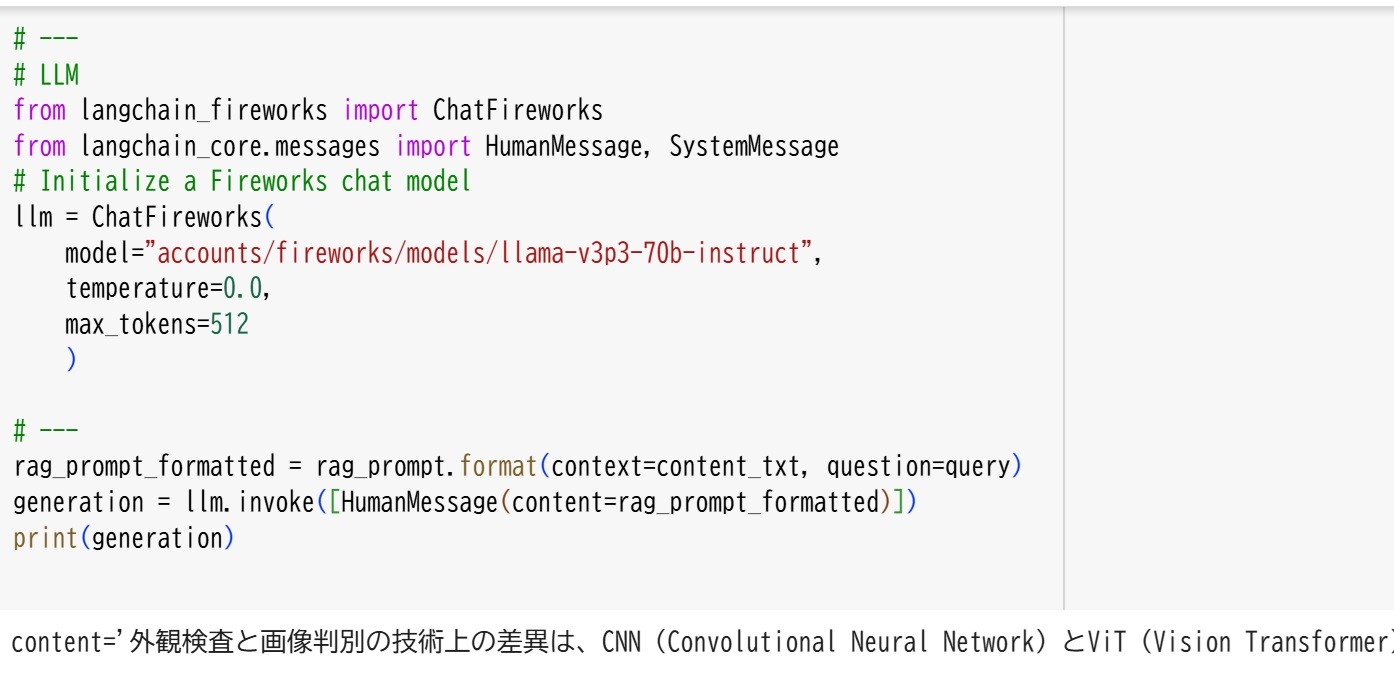 # ---
# LLM
from langchain_fireworks import ChatFireworks
from langchain_core.messages import HumanMessage, SystemMessage
# Initialize a Fireworks chat model
llm = ChatFireworks(
    model="accounts/fireworks/models/llama-v3p3-70b-instruct",
    temperature=0.0,
    max_tokens=512
    )
# ---
rag_prompt_formatted = rag_prompt.format(context=content_txt, question=query)
generation = llm.invoke([HumanMessage(content=rag_prompt_formatted)])
print(generation)
content='外観検査と画像判別の技術上の差異は、CNN (Convolutional Neural Network) とViT (Vision Transformer)